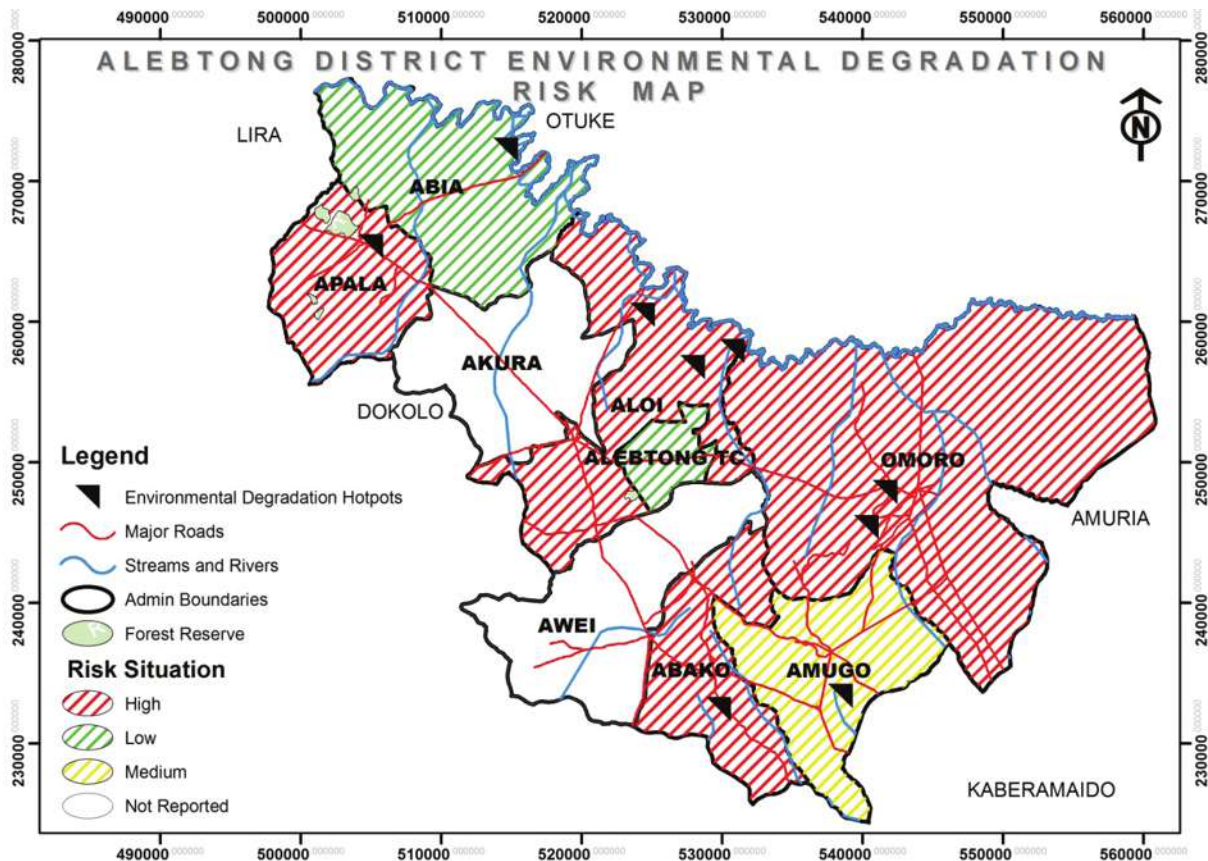 490000 500000 510000 520000 530000 540000 550000 560000
ALEBTONG DISTRICT ENVIRONMENTAL DEGRADATION
RISK MAP
N
280000 280000
LIRA
OTUKE
270000 270000
ABIA
APALA
260000 260000
AKURA
DOKOLO
ALOI
ALEBTONG TC
OMORO
250000 250000
AMURIA
Legend
Environmental Degradation Hotpots
Major Roads
Streams and Rivers
Admin Boundaries
Forest Reserve
240000 240000
AWEI
ABAKO
AMUGO
Risk Situation
High
Low
Medium
Not Reported
230000 230000
KABERAMAIDO
490000 500000 510000 520000 530000 540000 550000 560000